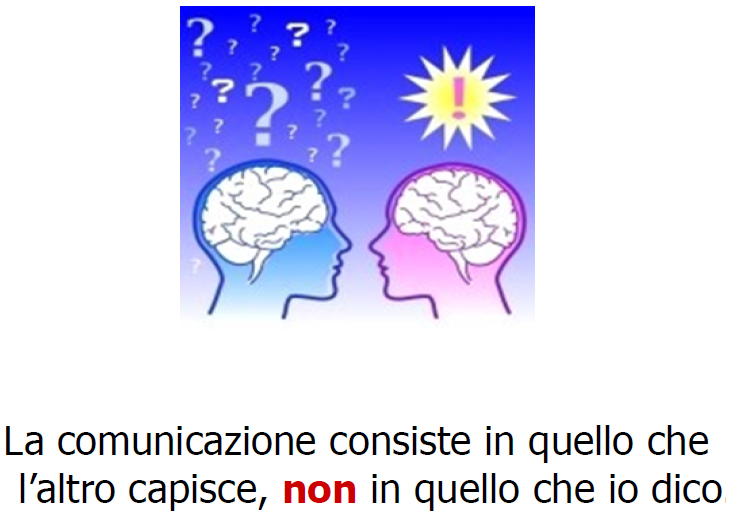 La comunicazione consiste in quello che
l’altro capisce, non in quello che io dico.